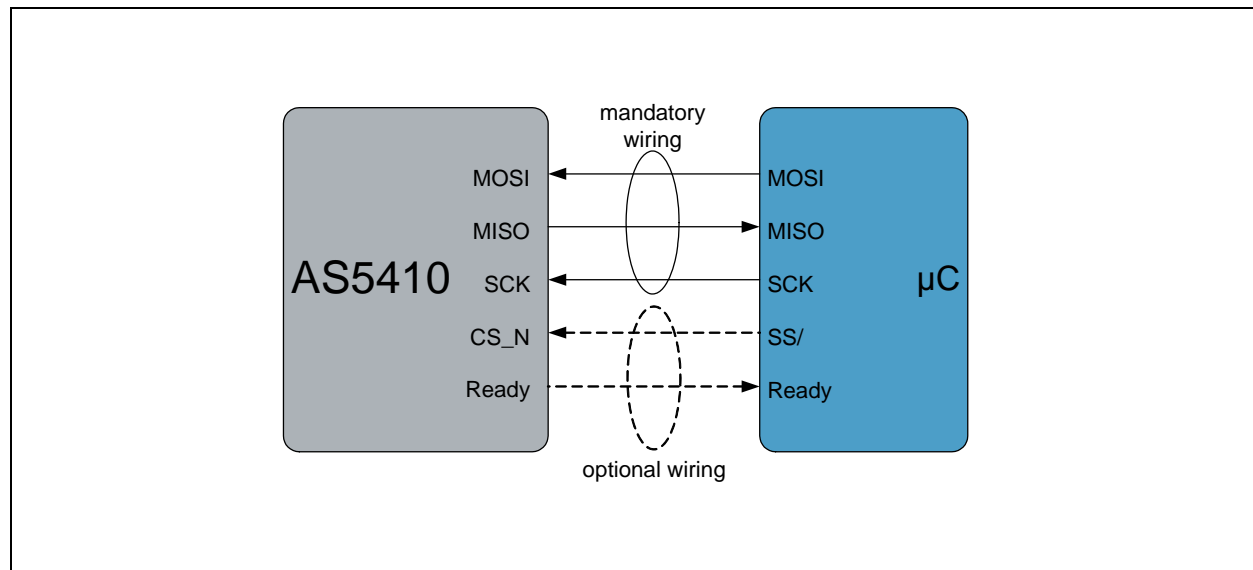 mandatory
wiring
MOSI
MOSI
MISO
MISO
AS5410
SCK
SCK
µC
CS_N
SS/
Ready
Ready
optional wiring